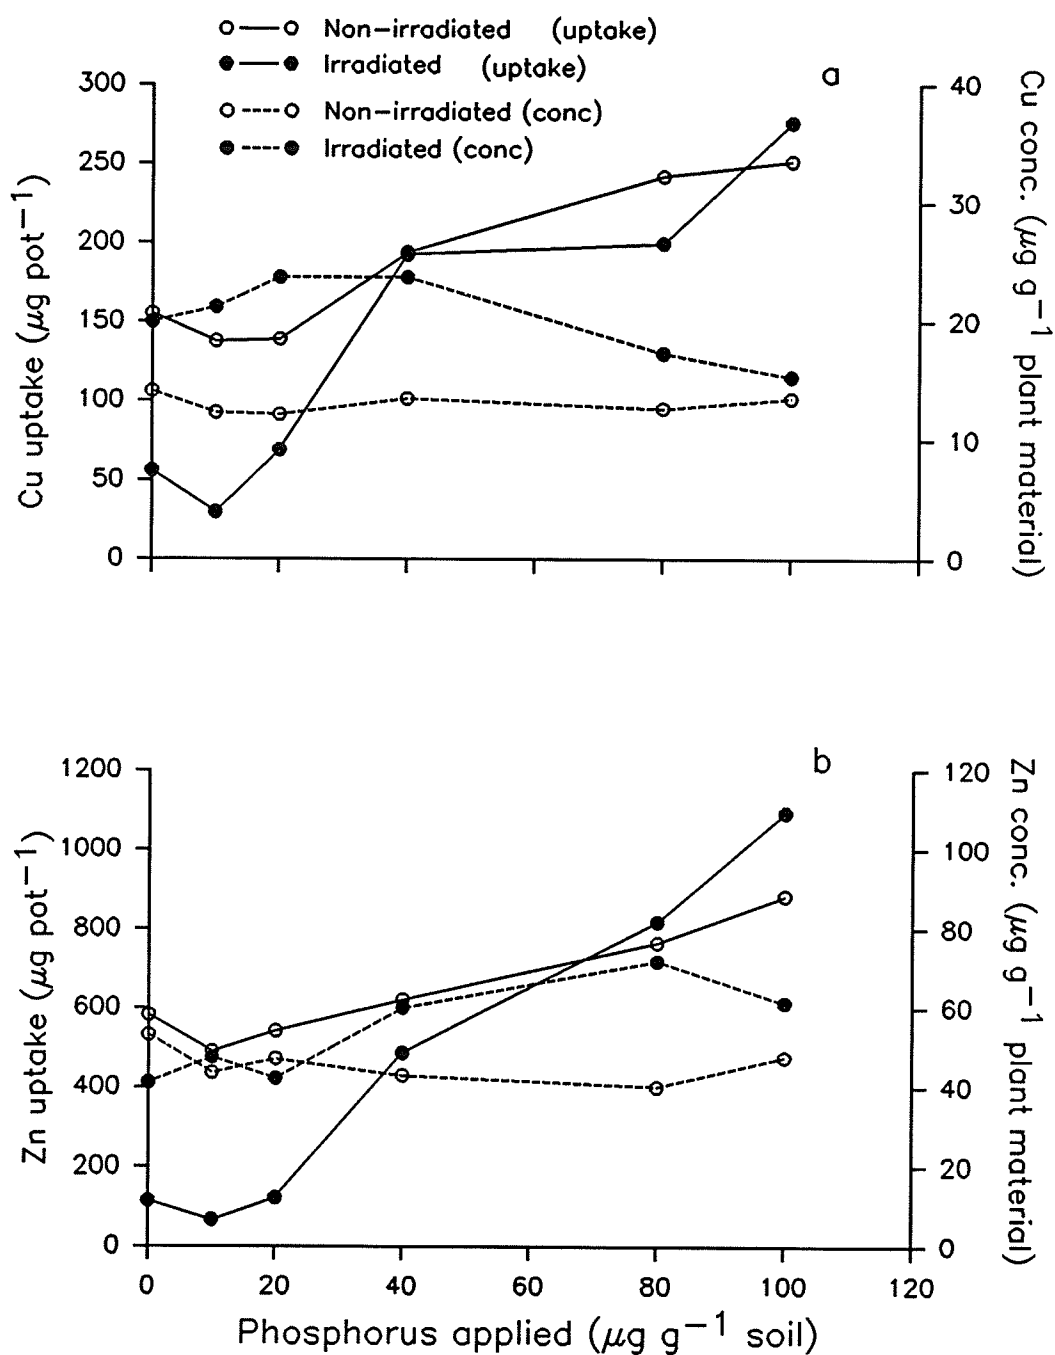 Non-irradiated (uptake)
Irradiated (uptake)
Non-irradiated (conc)
Irradiated (conc)
a
300
250
200
150
100
50
0
Cu uptake (μg pot⁻¹)
40
30
20
10
0
Cu conc. (μg g⁻¹ plant material)
b
1200
1000
800
600
400
200
0
Zn uptake (μg pot⁻¹)
120
100
80
60
40
20
0
Zn conc. (μg g⁻¹ plant material)
0 20 40 80 100 120
Phosphorus applied (μg g⁻¹ soil)